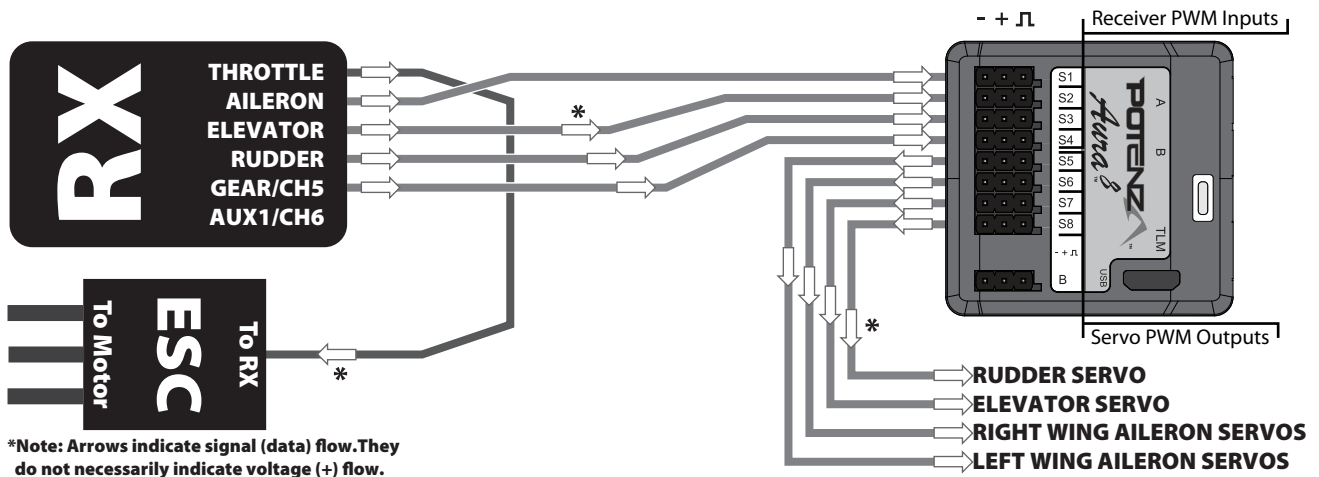 - + ⎍
Receiver PWM Inputs
RX
THROTTLE
AILERON
ELEVATOR
RUDDER
GEAR/CH5
AUX1/CH6
*
S1
S2
S3
S4
S5
S6
S7
S8
- + ⎍
B
POTENZA™
Aura 8™
A
B
TLM
USB
Servo PWM Outputs
To Motor
ESC
To RX
*
*
RUDDER SERVO
ELEVATOR SERVO
RIGHT WING AILERON SERVOS
LEFT WING AILERON SERVOS
*Note: Arrows indicate signal (data) flow.They
do not necessarily indicate voltage (+) flow.